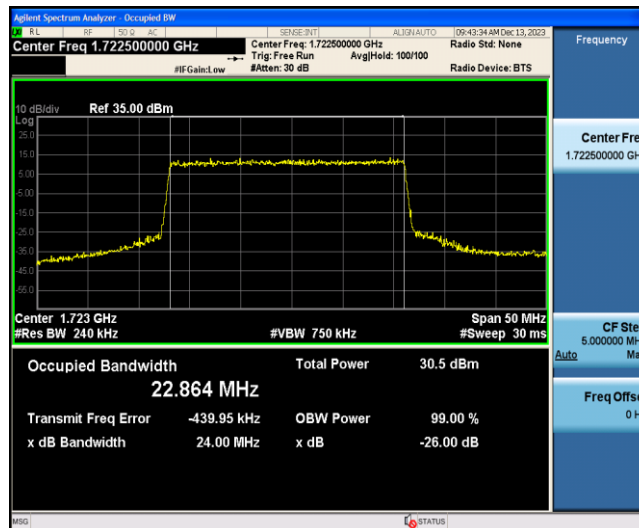 Agilent Spectrum Analyzer - Occupied BW
RL RF 50 Ω AC SENSE:INT ALIGN AUTO 09:43:34 AM Dec 13, 2023
Center Freq 1.722500000 GHz
Center Freq: 1.722500000 GHz
Radio Std: None
Trig: Free Run Avg|Hold: 100/100
#IFGain:Low
#Atten: 30 dB
Radio Device: BTS
10 dB/div Ref 35.00 dBm
Log
25.0
15.0
5.00
-5.00
-15.0
-25.0
-35.0
-45.0
-55.0
Center 1.723 GHz Span 50 MHz
#Res BW 240 kHz #VBW 750 kHz #Sweep 30 ms
Occupied Bandwidth Total Power 30.5 dBm
22.864 MHz
Transmit Freq Error -439.95 kHz OBW Power 99.00 %
x dB Bandwidth 24.00 MHz x dB -26.00 dB
Frequency
Center Fre
1.722500000 GH
CF Ste
5.000000 MH
Auto Ma
Freq Offse
0 H
MSG STATUS